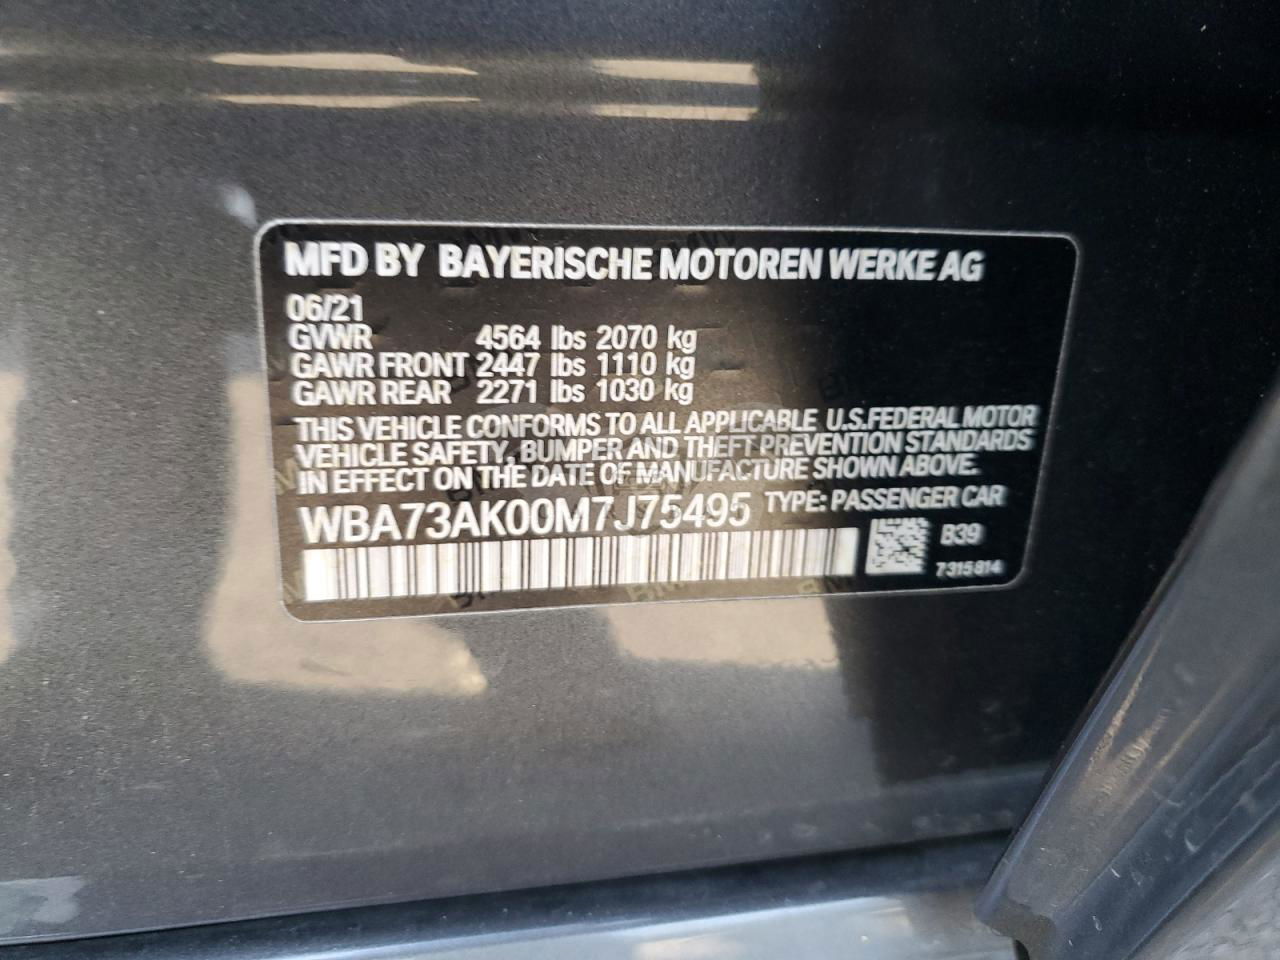 MFD BY BAYERISCHE MOTOREN WERKE AG
06/21
GVWR 4564 lbs 2070 kg
GAWR FRONT 2447 lbs 1110 kg
GAWR REAR 2271 lbs 1030 kg
THIS VEHICLE CONFORMS TO ALL APPLICABLE U.S.FEDERAL MOTOR
VEHICLE SAFETY, BUMPER AND THEFT PREVENTION STANDARDS
IN EFFECT ON THE DATE OF MANUFACTURE SHOWN ABOVE.
WBA73AK00M7J75495 TYPE: PASSENGER CAR
B39
7315814